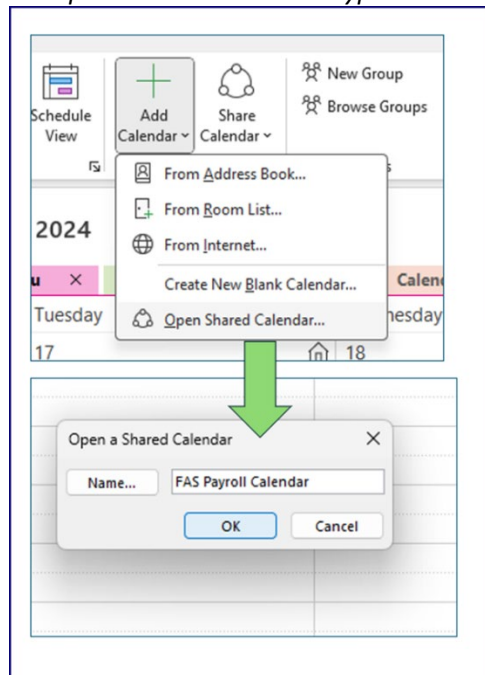 Schedule View
Add Calendar
Share Calendar
New Group
Browse Groups
From Address Book...
From Room List...
From Internet...
Create New Blank Calendar...
Open Shared Calendar...
2024
u
Calen
Tuesday
nesday
17
18
Open a Shared Calendar
Name...
FAS Payroll Calendar
OK
Cancel